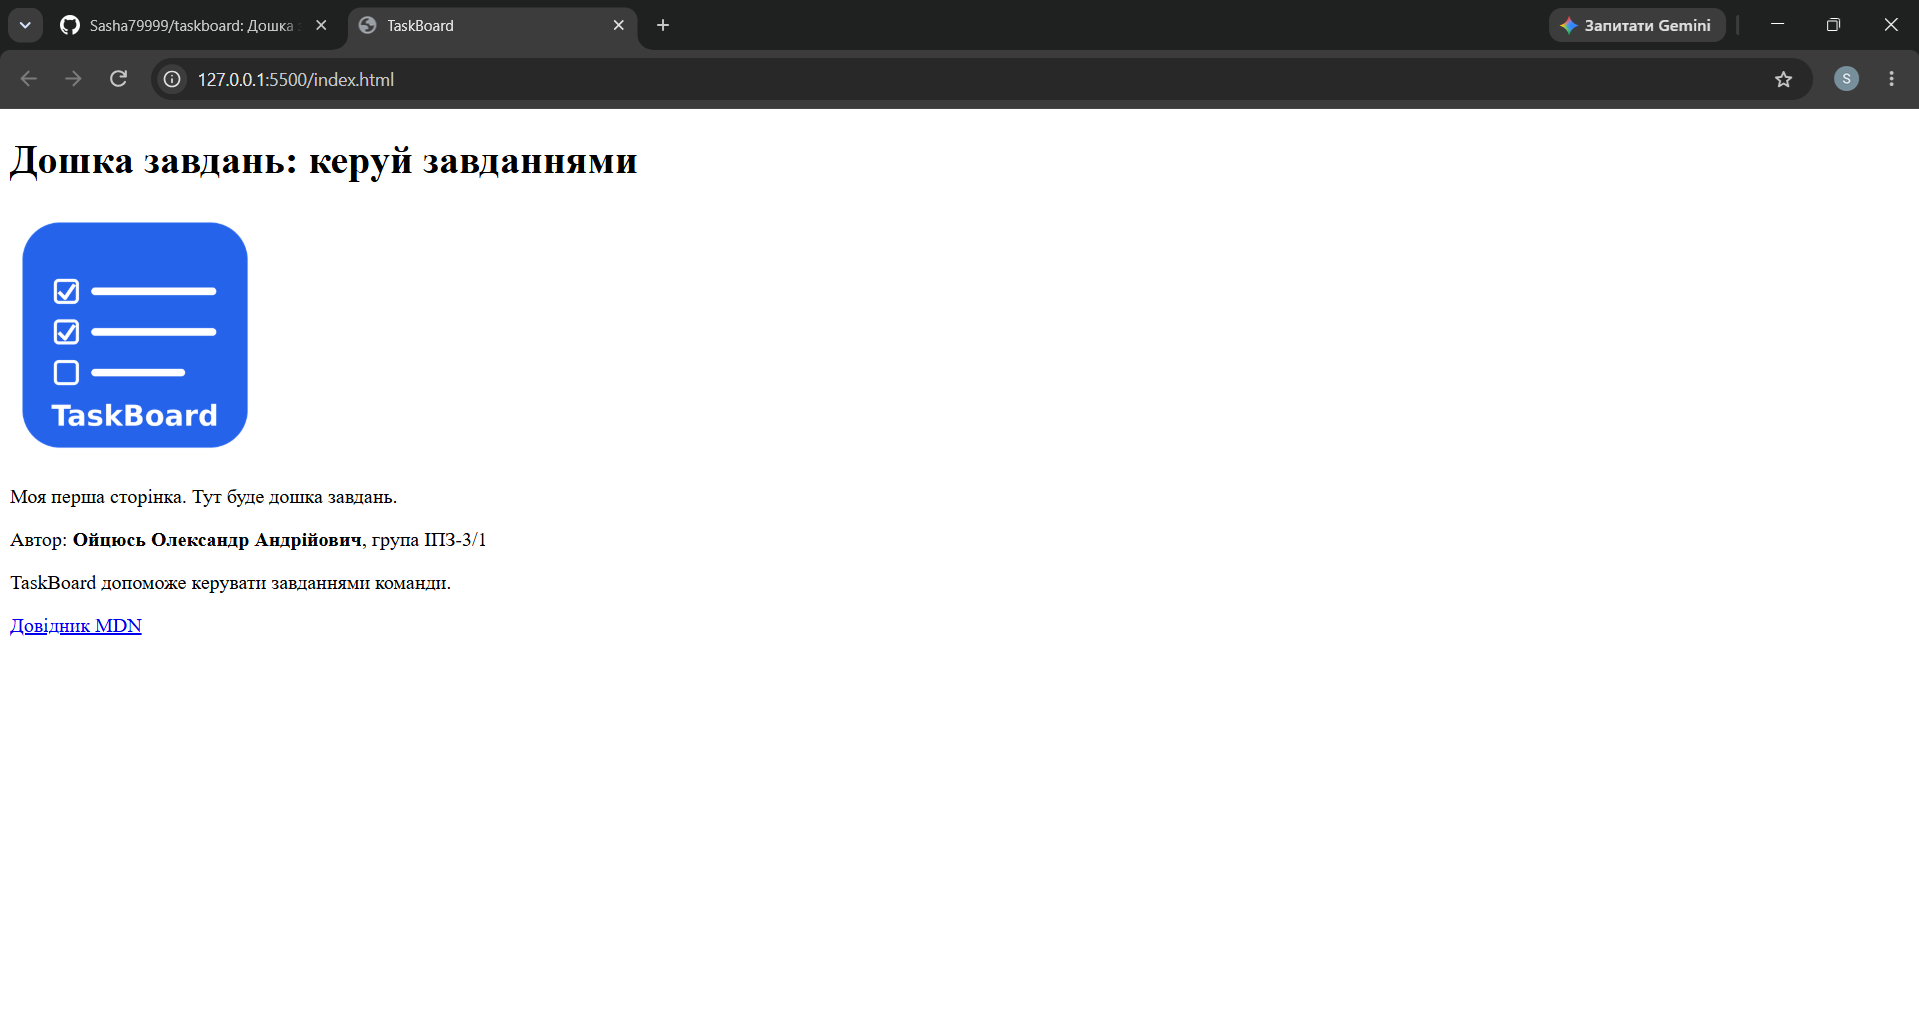 Sasha79999/taskboard: Дошка
TaskBoard
Запитати Gemini
127.0.0.1:5500/index.html
S
Дошка завдань: керуй завданнями
TaskBoard
Моя перша сторінка. Тут буде дошка завдань.
Автор: Ойцюсь Олександр Андрійович, група ІПЗ-3/1
TaskBoard допоможе керувати завданнями команди.
Довідник MDN